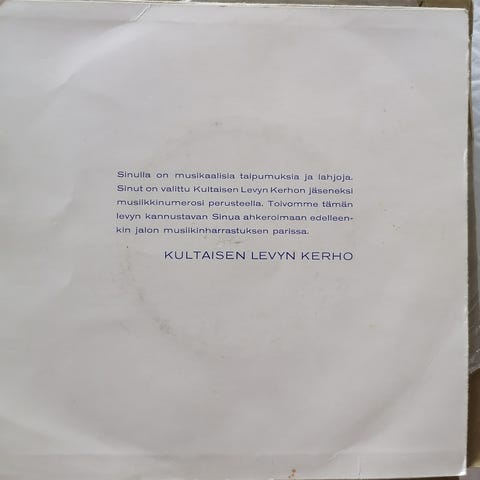 Sinulla on musikaalisia taipumuksia ja lahjoja.
Sinut on valittu Kultaisen Levyn Kerhon jäseneksi
musiikkinumerosi perusteella. Toivomme tämän
levyn kannustavan Sinua ahkeroimaan edelleen-
kin jalon musiikinharrastuksen parissa.
KULTAISEN LEVYN KERHO